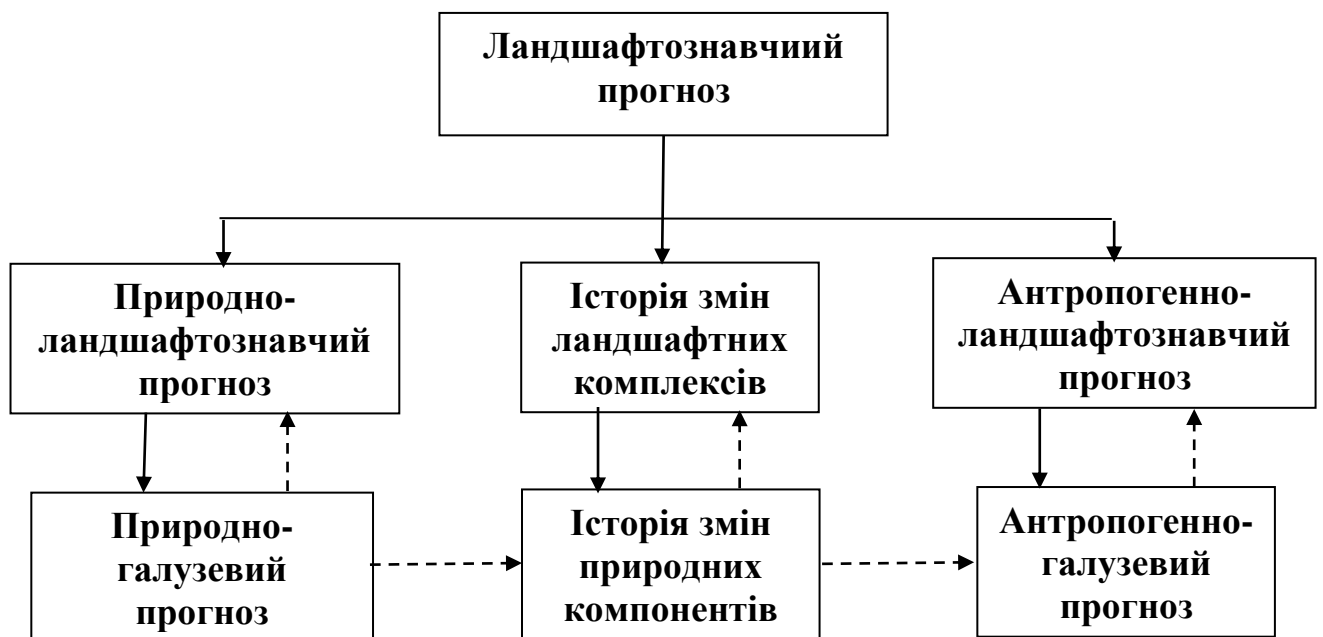 Ландшафтознавчиий
прогноз
Природно-
ландшафтознавчий
прогноз
Історія змін
ландшафтних
комплексів
Антропогенно-
ландшафтознавчий
прогноз
Природно-
галузевий
прогноз
Історія змін
природних
компонентів
Антропогенно-
галузевий
прогноз